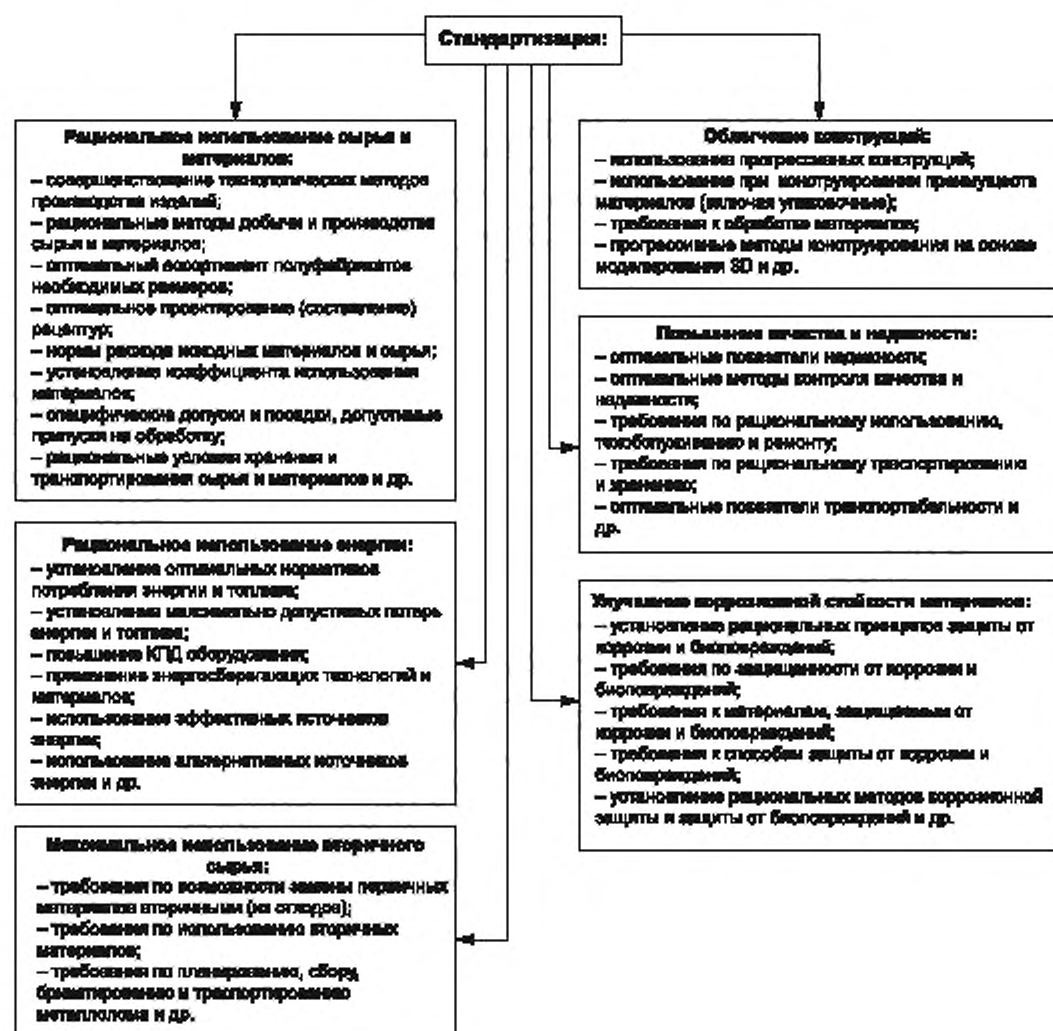 Стандартизация:
Рациональное использование сырья и
материалов:
– совершенствование технологических методов
производства изделий;
– рациональные методы добычи и производства
сырья и материалов;
– оптимальный ассортимент полуфабрикатов
необходимых размеров;
– оптимальное проектирование (составление)
рецептур;
– нормы расхода исходных материалов и сырья;
– установление коэффициента использования
материалов;
– специфические допуски и посадки, допустимые
припуски на обработку;
– рациональные условия хранения и
транспортирования сырья и материалов и др.
Рациональное использование энергии:
– установление оптимальных нормативов
потребления энергии и топлива;
– установление максимально допустимых потерь
энергии и топлива;
– повышение КПД оборудования;
– применение энергосберегающих технологий и
материалов;
– использование эффективных источников
энергии;
– использование альтернативных источников
энергии и др.
Максимальное использование вторичного
сырья:
– требования по возможности замены первичных
материалов вторичными (из отходов);
– требования по использованию вторичных
материалов;
– требования по планированию, сбору,
брикетированию и траспортированию
металлолома и др.
Облегчение конструкций:
– использование прогрессивных конструкций;
– использование при конструировании преимуществ
материалов (включая упаковочные);
– требования к обработке материалов;
– прогрессивные методы конструирования на основе
моделирования 3D и др.
Повышение качества и надежности:
– оптимальные показатели надежности;
– оптимальные методы контроля качества и
надежности;
– требования по рациональному использованию,
техобслуживанию и ремонту;
– требования по рациональному траспортированию
и хранению;
– оптимальные показатели транспортабельности и
др.
Улучшение коррозионной стойкости материалов:
– установление рациональных принципов защиты от
коррозии и биоповреждений;
– требования по защищенности от коррозии и
биоповреждений;
– требования к материалам, защищаемым от
коррозии и биоповреждений;
– требования к способам защиты от коррозии и
биоповреждений;
– установление рациональных методов коррозионной
защиты и защиты от биоповреждений и др.